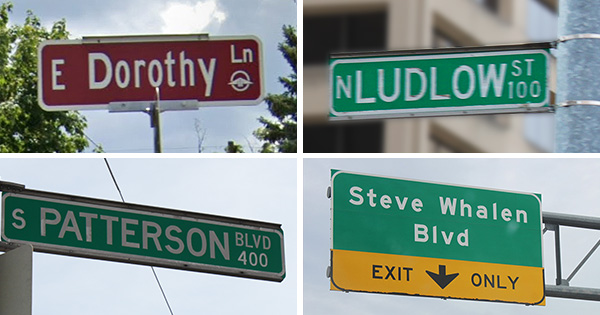 E Dorothy Ln
N LUDLOW ST 100
S PATTERSON BLVD 400
Steve Whalen
Blvd
EXIT ONLY